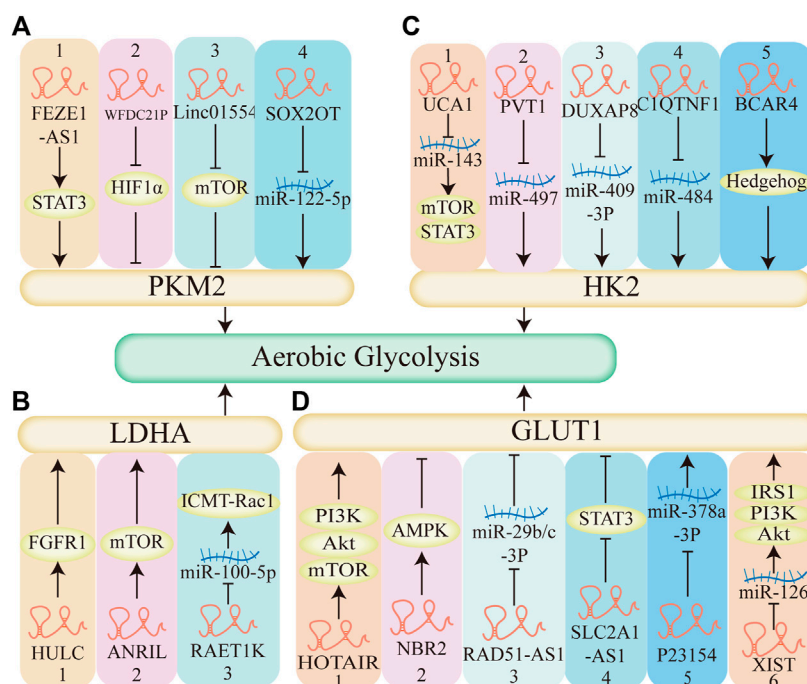 A
1
FEZE1
-AS1
STAT3
2
WFDC21P
HIF1α
3
Linc01554
mTOR
4
SOX2OT
miR-122-5p
PKM2
C
1
UCA1
miR-143
mTOR
STAT3
2
PVT1
miR-497
3
DUXAP8
miR-409
-3P
4
C1QTNF1
miR-484
5
BCAR4
Hedgehog
HK2
Aerobic Glycolysis
B
LDHA
FGFR1
HULC
1
mTOR
ANRIL
2
ICMT-Rac1
miR-100-5p
RAET1K
3
D
GLUT1
PI3K
Akt
mTOR
HOTAIR
1
AMPK
NBR2
2
miR-29b/c
-3P
RAD51-AS1
3
STAT3
SLC2A1
-AS1
4
miR-378a
-3P
P23154
5
IRS1
PI3K
Akt
miR-126
XIST
6